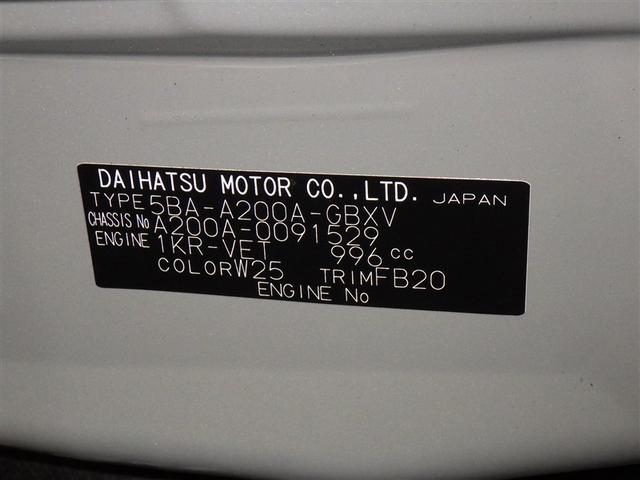 DAIHATSU MOTOR CO.,LTD. JAPAN
TYPE 5BA-A200A-GBXV
CHASSIS No A200A-0091529
ENGINE 1KR-VET 996 cc
COLOR W25 TRIM FB20
ENGINE No